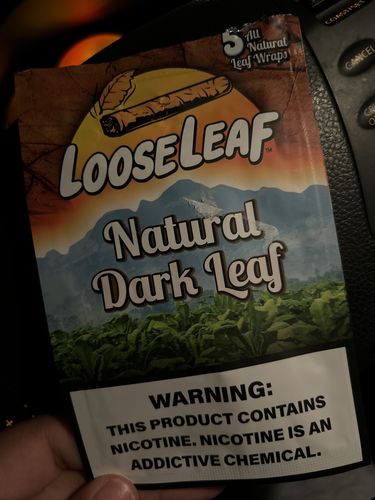 5 All
Natural
Leaf Wraps
LOOSELEAF™
Natural
Dark Leaf
WARNING:
THIS PRODUCT CONTAINS
NICOTINE. NICOTINE IS AN
ADDICTIVE CHEMICAL.
CANCEL